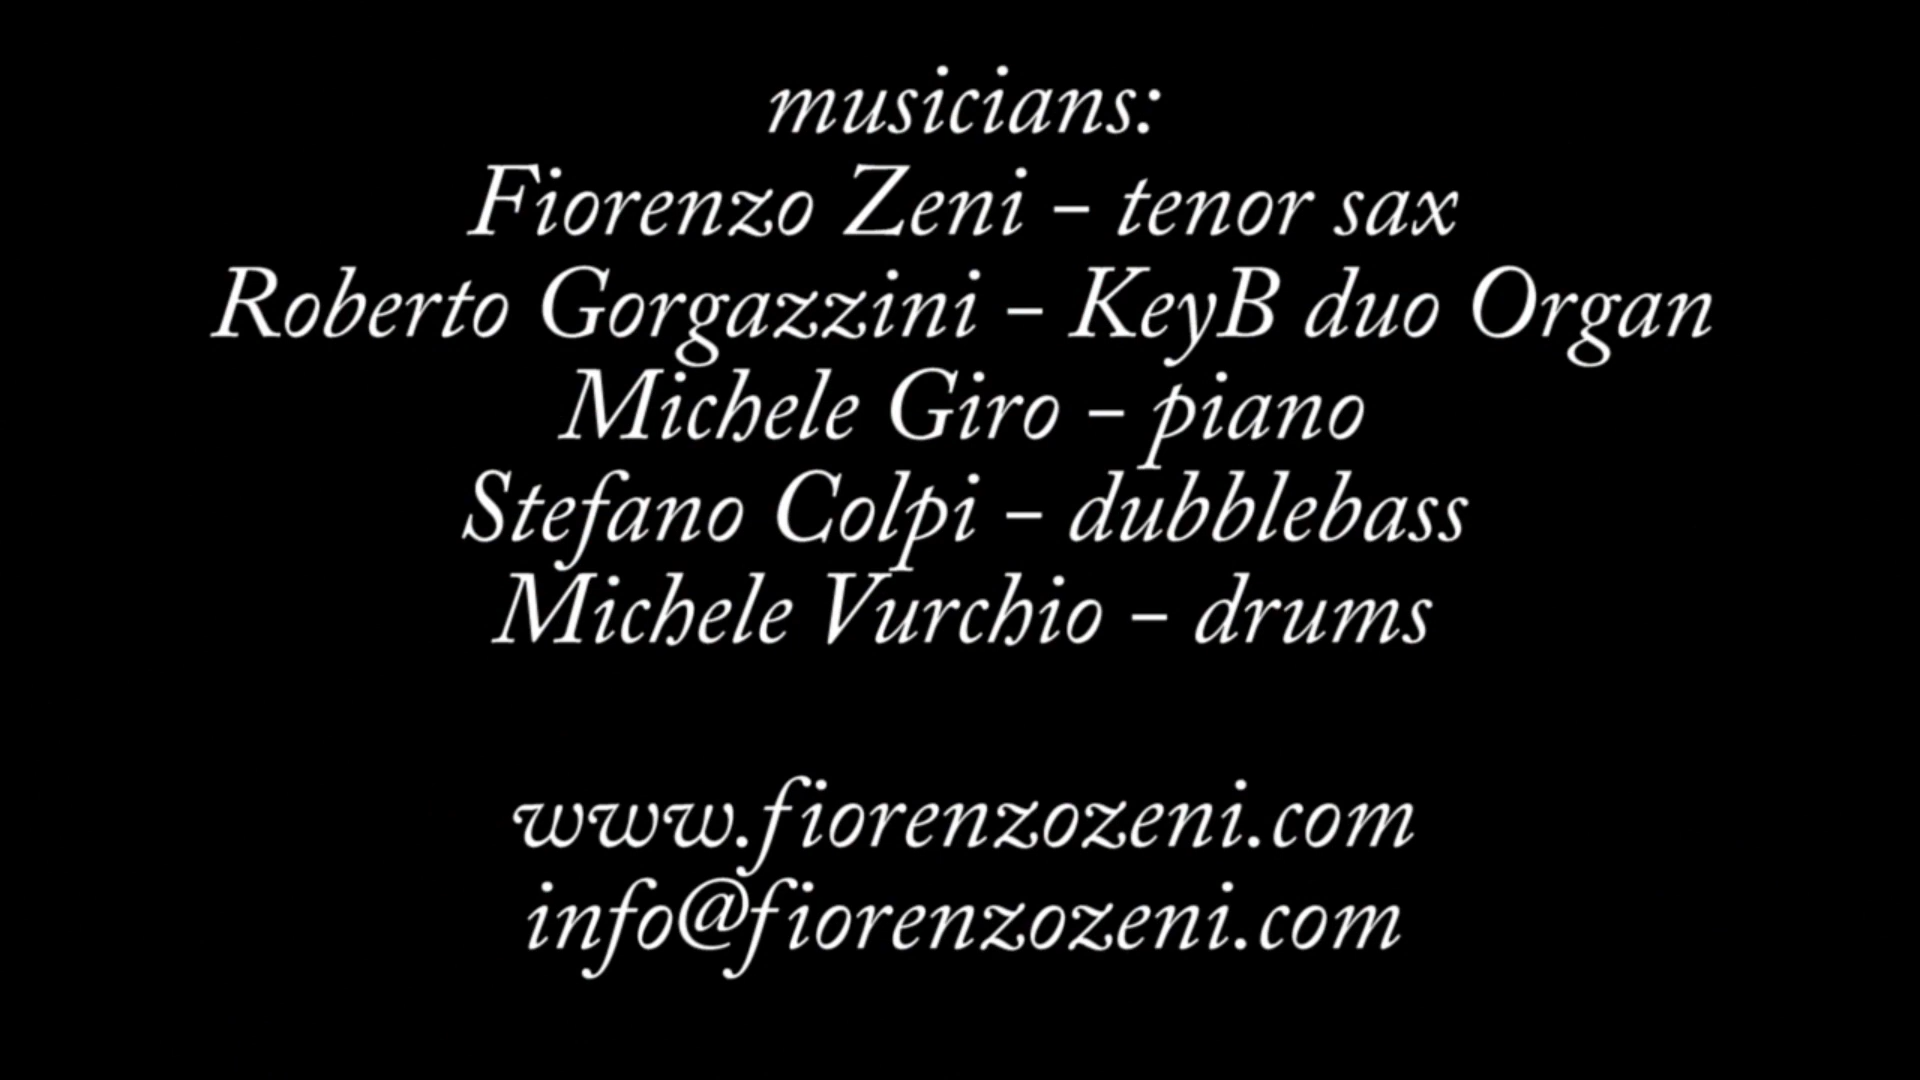 musicians:
Fiorenzo Zeni - tenor sax
Roberto Gorgazzini - KeyB duo Organ
Michele Giro - piano
Stefano Colpi - dubblebass
Michele Vurchio - drums
www.fiorenzozeni.com
info@fiorenzozeni.com